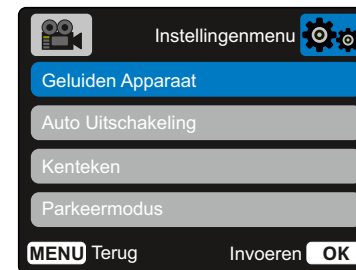 Instellingenmenu
Geluiden Apparaat
Auto Uitschakeling
Kenteken
Parkeermodus
MENU Terug Invoeren OK